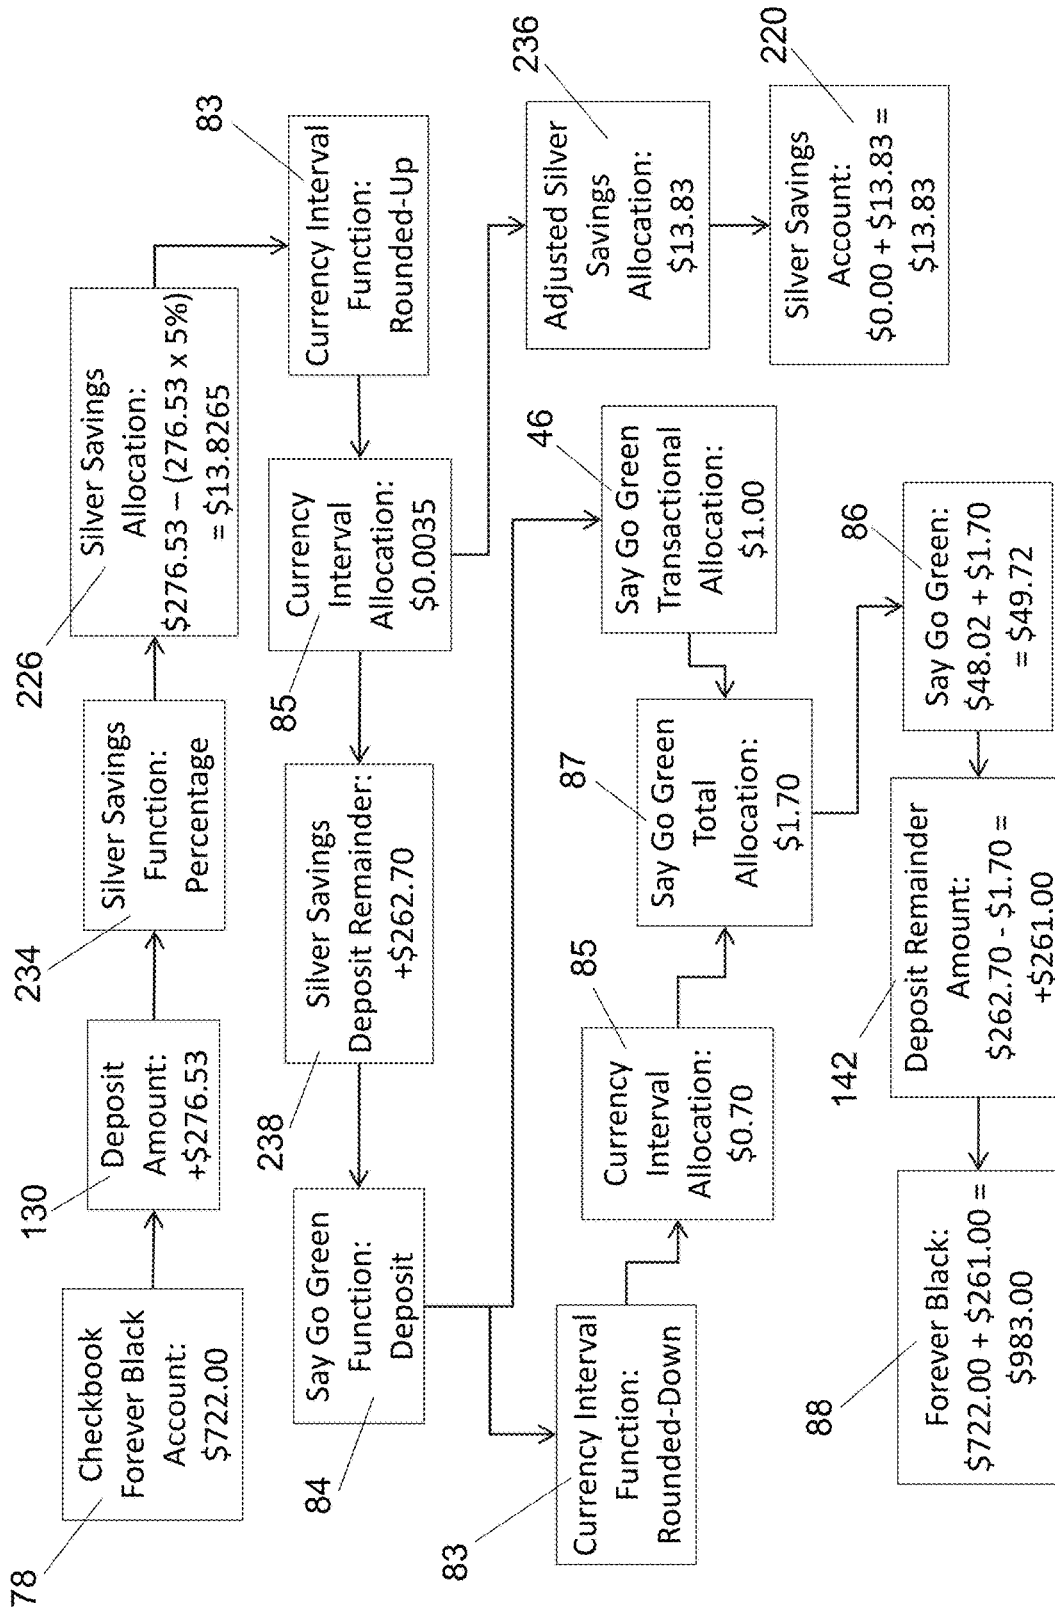 78
Checkbook
Forever Black
Account:
$722.00
130
Deposit
Amount:
+$276.53
234
Silver Savings
Function:
Percentage
226
Silver Savings
Allocation:
$276.53 – (276.53 x 5%)
= $13.8265
83
Currency Interval
Function:
Rounded-Up
85
Currency
Interval
Allocation:
$0.0035
238
Silver Savings
Deposit Remainder:
+$262.70
84
Say Go Green
Function:
Deposit
236
Adjusted Silver
Savings
Allocation:
$13.83
220
Silver Savings
Account:
$0.00 + $13.83 =
$13.83
83
Currency Interval
Function:
Rounded-Down
85
Currency
Interval
Allocation:
$0.70
87
Say Go Green
Total
Allocation:
$1.70
46
Say Go Green
Transactional
Allocation:
$1.00
86
Say Go Green:
$48.02 + $1.70
= $49.72
142
Deposit Remainder
Amount:
$262.70 - $1.70 =
+$261.00
88
Forever Black:
$722.00 + $261.00 =
$983.00